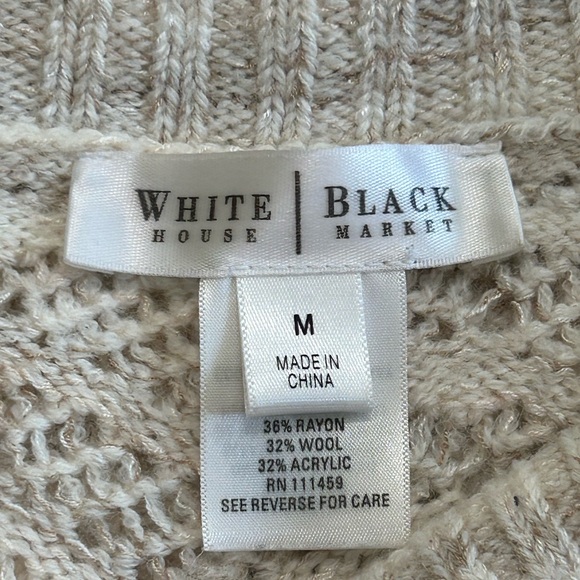 WHITE | BLACK
HOUSE MARKET
M
MADE IN
CHINA
36% RAYON
32% WOOL
32% ACRYLIC
RN 111459
SEE REVERSE FOR CARE